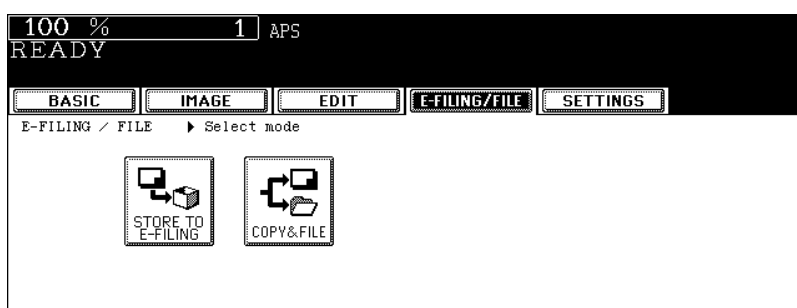 100 % 1 APS
READY
BASIC IMAGE EDIT E-FILING/FILE SETTINGS
E-FILING / FILE ▶ Select mode
STORE TO
E-FILING
COPY&FILE